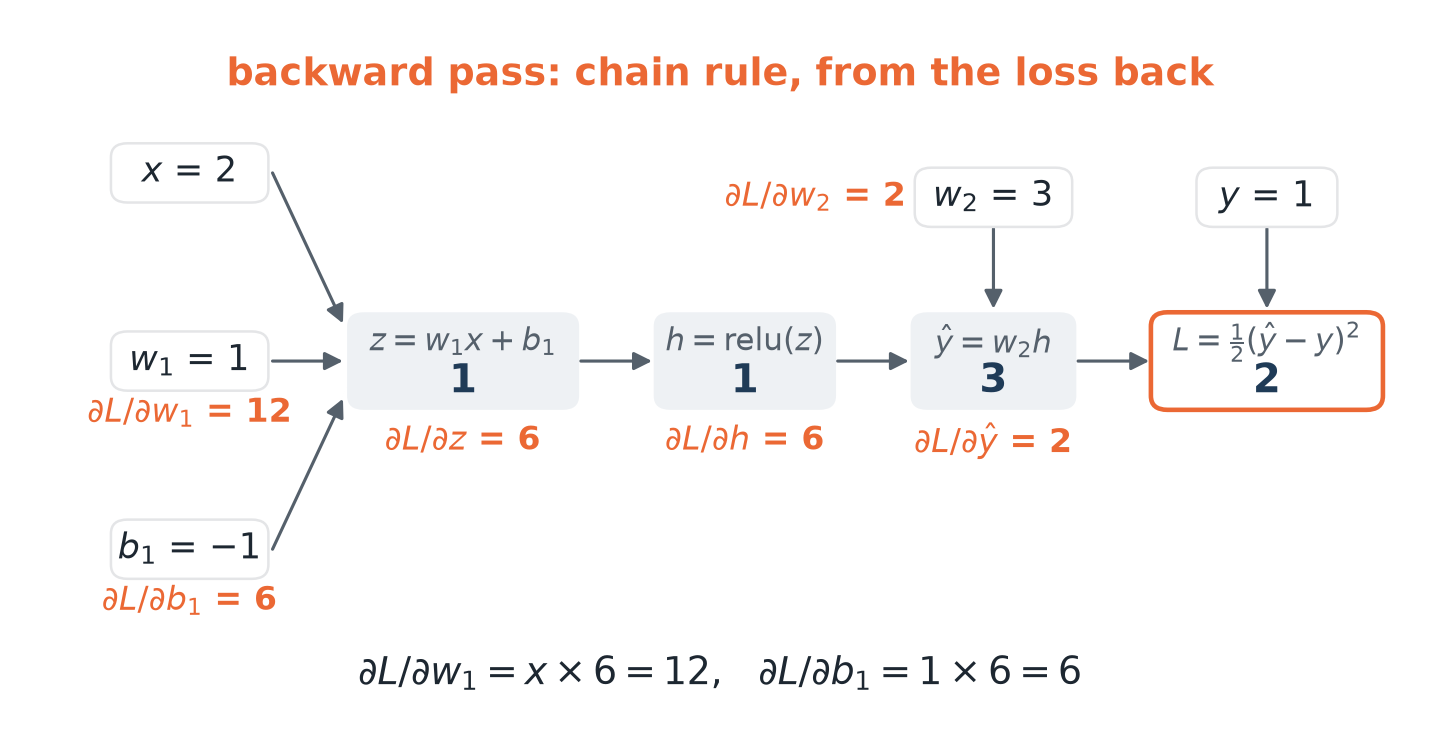 backward pass: chain rule, from the loss back
x = 2
∂L/∂w₂ = 2
w₂ = 3
y = 1
w₁ = 1
∂L/∂w₁ = 12
z = w₁x + b₁
1
∂L/∂z = 6
h = relu(z)
1
∂L/∂h = 6
ŷ = w₂h
3
∂L/∂ŷ = 2
L = ½(ŷ − y)²
2
b₁ = −1
∂L/∂b₁ = 6
∂L/∂w₁ = x × 6 = 12,   ∂L/∂b₁ = 1 × 6 = 6